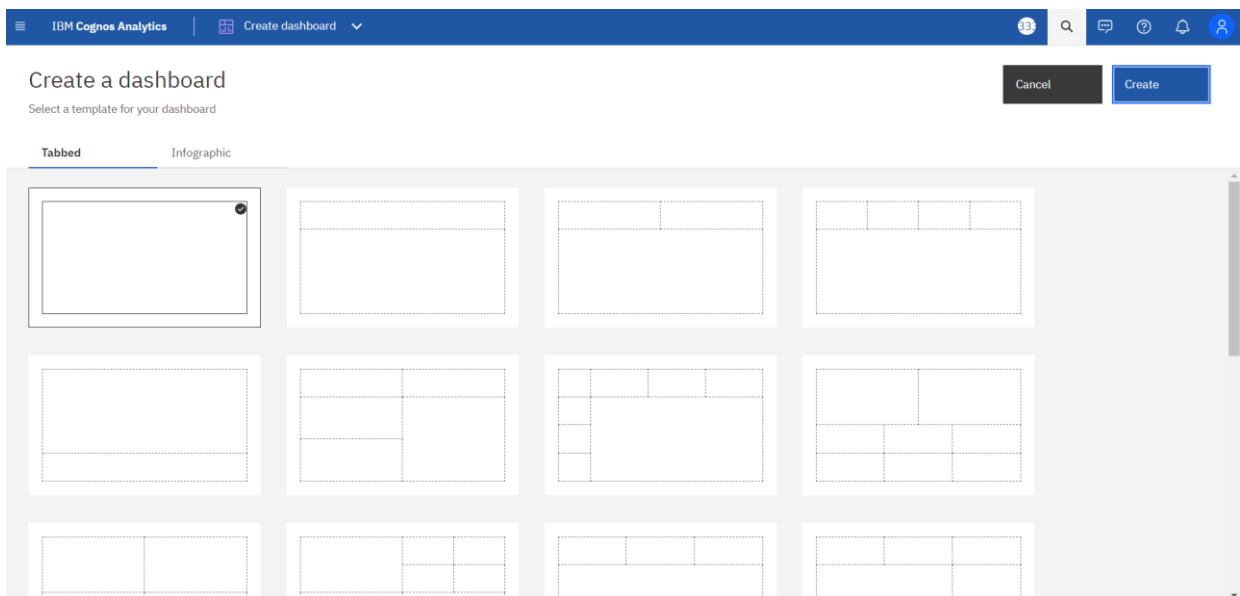 IBM Cognos Analytics
Create dashboard
Create a dashboard
Select a template for your dashboard
Cancel
Create
Tabbed
Infographic